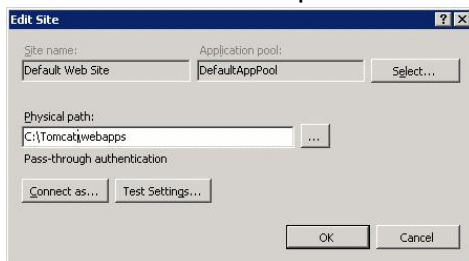 Edit Site
Site name:
Application pool:
Default Web Site
DefaultAppPool
Select...
Physical path:
C:\Tomcat\webapps
...
Pass-through authentication
Connect as...
Test Settings...
OK
Cancel